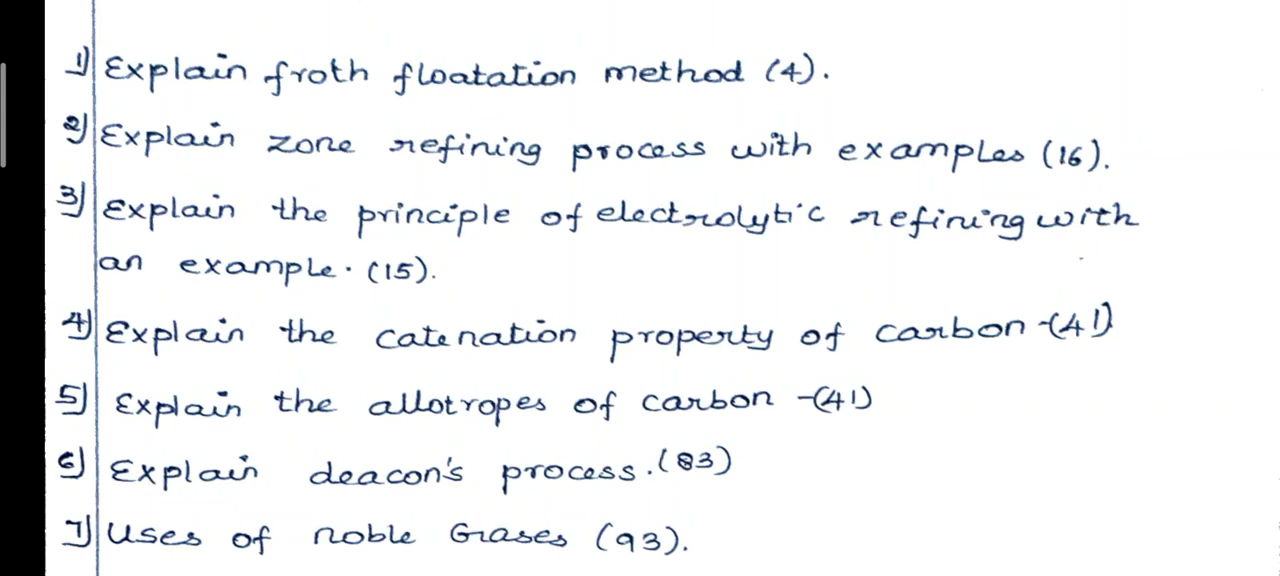 1) Explain froth floatation method (4).
2) Explain zone refining process with examples (16).
3) Explain the principle of electrolytic refining with
an example. (15).
4) Explain the catenation property of carbon -(41)
5) Explain the allotropes of carbon -(41)
6) Explain deacon's process. (83)
7) Uses of noble Gases (93).